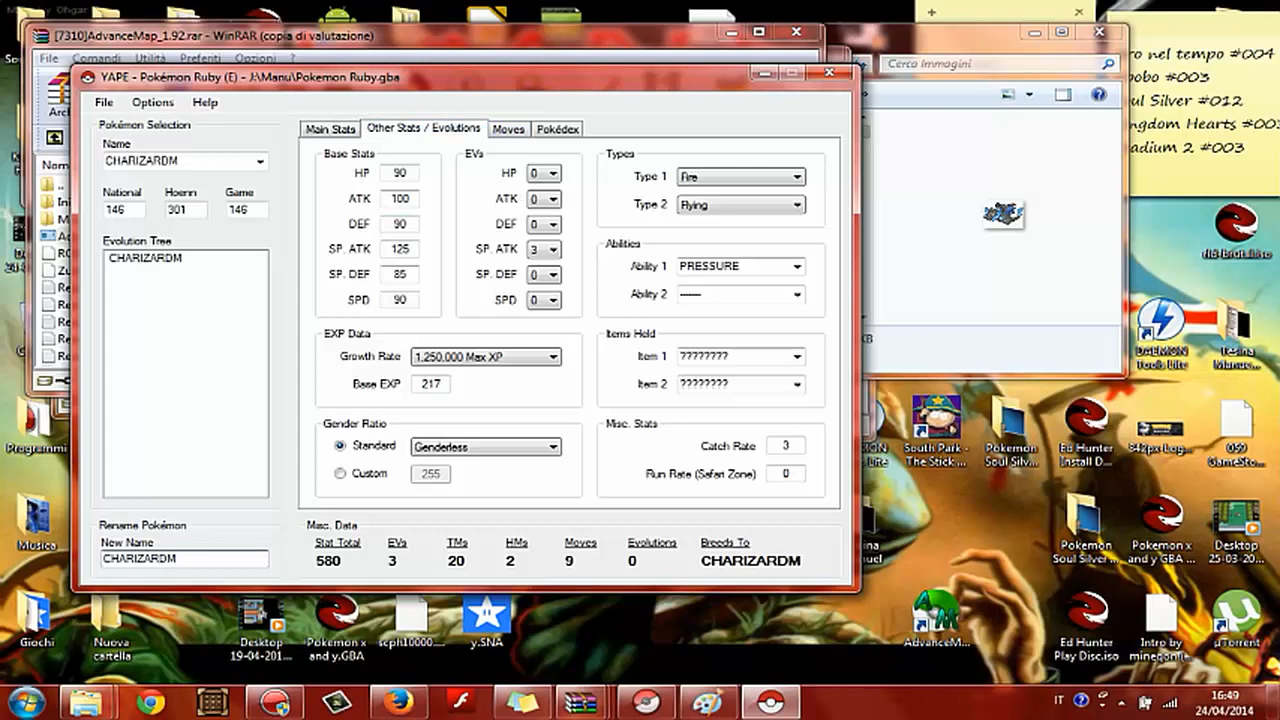 [7310]AdvanceMap_1.92.rar - WinRAR (copia di valutazione)
File Comandi Utilità Preferiti Opzioni ?
YAPE - Pokémon Ruby (E) - J:\Manu\Pokemon Ruby.gba
File Options Help
Pokémon Selection
Name
CHARIZARDM
National Hoenn Game
146 301 146
Evolution Tree
CHARIZARDM
Rename Pokémon
New Name
CHARIZARDM
Main Stats Other Stats / Evolutions Moves Pokédex
Base Stats
HP 90
ATK 100
DEF 90
SP. ATK 125
SP. DEF 85
SPD 90
EVs
HP 0
ATK 0
DEF 0
SP. ATK 3
SP. DEF 0
SPD 0
Types
Type 1 Fire
Type 2 Flying
Abilities
Ability 1 PRESSURE
Ability 2 -------
EXP Data
Growth Rate 1,250,000 Max XP
Base EXP 217
Items Held
Item 1 ????????
Item 2 ????????
Gender Ratio
Standard Genderless
Custom 255
Misc. Stats
Catch Rate 3
Run Rate (Safari Zone) 0
Misc. Data
Stat Total EVs TMs HMs Moves Evolutions Breeds To
580 3 20 2 9 0 CHARIZARDM
Cerco Immagini
nel tempo #004
#003
Silver #012
Hearts
#003
DAEMON
Tools Lite
Tesina
Manue...
South Park -
The Stick ...
Pokemon
Soul Silv...
Ed Hunter
Install D...
642px-Log...
059
GameSto...
Pokemon
Soul Silver ...
Pokemon x
and y GBA ...
Desktop
25-03-20...
Programmi
Musica
Giochi
Nuova
cartella
Desktop
19-04-201...
Pokemon x
and y.GBA
scph10000...
y.SNA
AdvanceM...
Ed Hunter
Play Disc.iso
Intro by
minegon i...
µTorrent
IT
16:49
24/04/2014